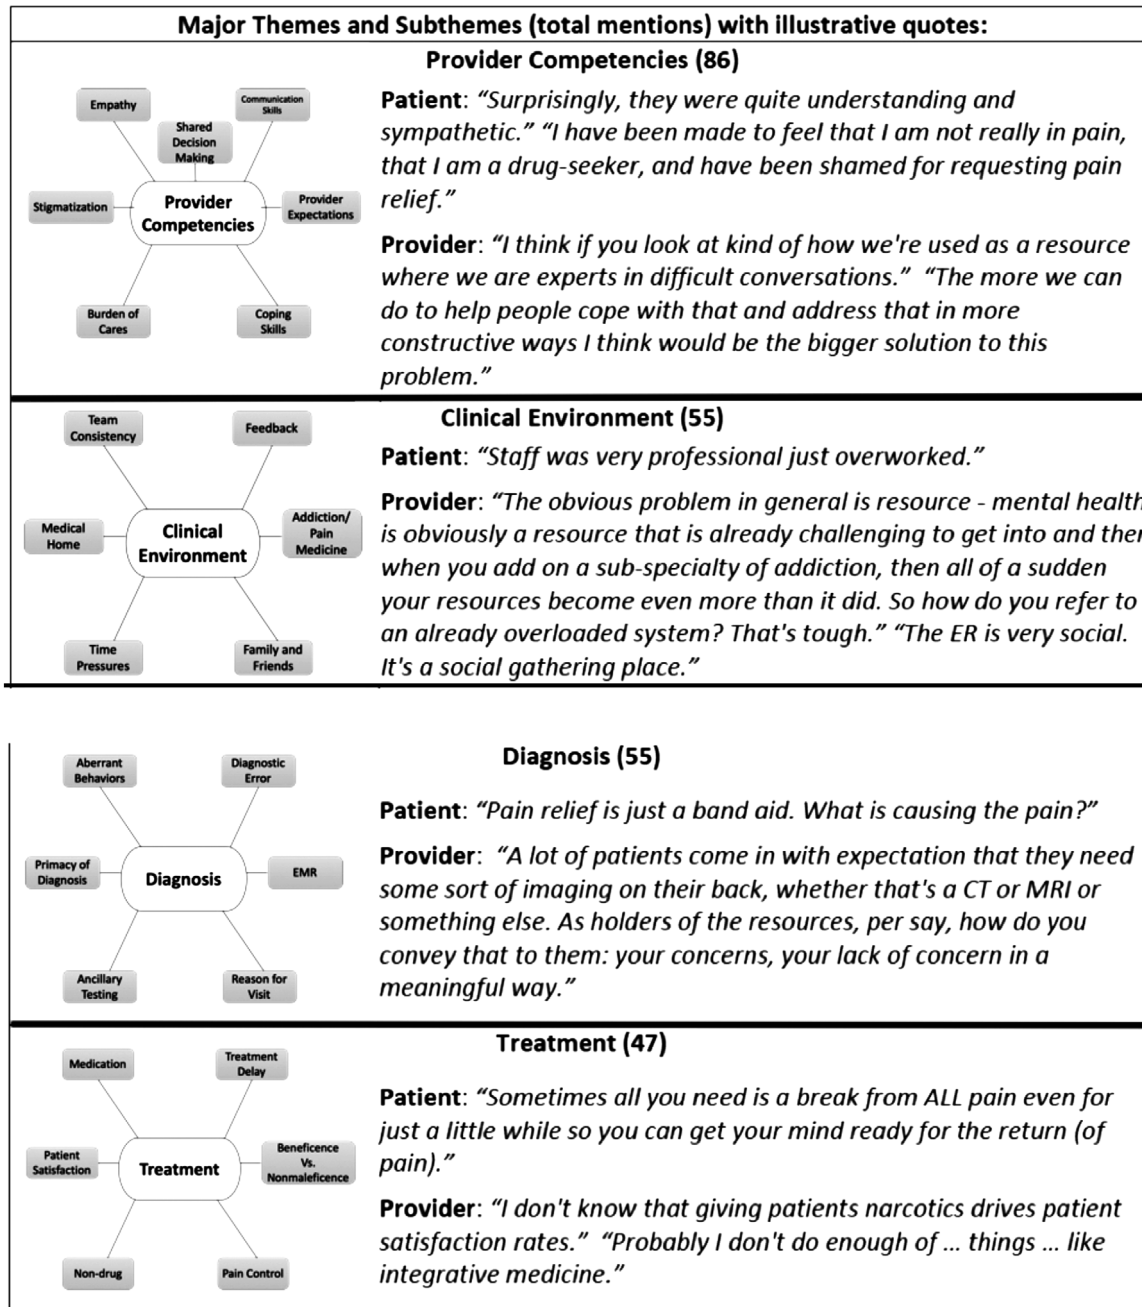 Major Themes and Subthemes (total mentions) with illustrative quotes:
Provider Competencies (86)
Empathy
Communication
Skills
Shared
Decision
Making
Stigmatization
Provider
Competencies
Provider
Expectations
Burden of
Cares
Coping
Skills
Patient: “Surprisingly, they were quite understanding and
sympathetic.” “I have been made to feel that I am not really in pain,
that I am a drug-seeker, and have been shamed for requesting pain
relief.”
Provider: “I think if you look at kind of how we're used as a resource
where we are experts in difficult conversations.” “The more we can
do to help people cope with that and address that in more
constructive ways I think would be the bigger solution to this
problem.”
Clinical Environment (55)
Team
Consistency
Feedback
Medical
Home
Clinical
Environment
Addiction/
Pain
Medicine
Time
Pressures
Family and
Friends
Patient: “Staff was very professional just overworked.”
Provider: “The obvious problem in general is resource - mental health
is obviously a resource that is already challenging to get into and then
when you add on a sub-specialty of addiction, then all of a sudden
your resources become even more than it did. So how do you refer to
an already overloaded system? That's tough.” “The ER is very social.
It's a social gathering place.”
Diagnosis (55)
Aberrant
Behaviors
Diagnostic
Error
Primacy of
Diagnosis
Diagnosis
EMR
Ancillary
Testing
Reason for
Visit
Patient: “Pain relief is just a band aid. What is causing the pain?”
Provider: “A lot of patients come in with expectation that they need
some sort of imaging on their back, whether that's a CT or MRI or
something else. As holders of the resources, per say, how do you
convey that to them: your concerns, your lack of concern in a
meaningful way.”
Treatment (47)
Medication
Treatment
Delay
Patient
Satisfaction
Treatment
Beneficence
Vs.
Nonmaleficence
Non-drug
Pain Control
Patient: “Sometimes all you need is a break from ALL pain even for
just a little while so you can get your mind ready for the return (of
pain).”
Provider: “I don't know that giving patients narcotics drives patient
satisfaction rates.” “Probably I don't do enough of ... things ... like
integrative medicine.”